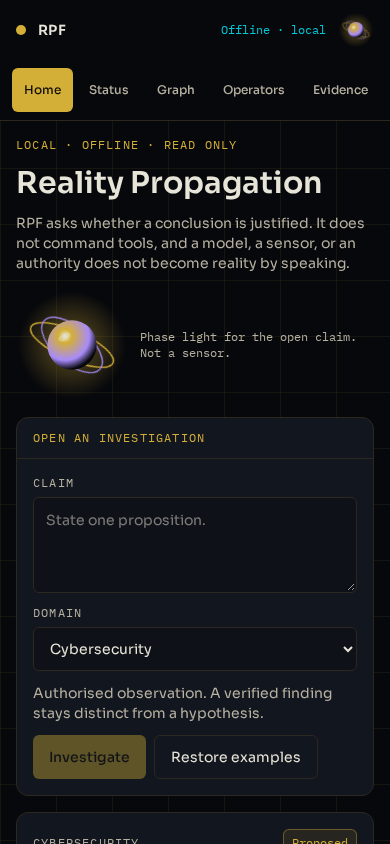 RPF
Offline · local
Home
Status
Graph
Operators
Evidence
LOCAL · OFFLINE · READ ONLY
Reality Propagation
RPF asks whether a conclusion is justified. It does
not command tools, and a model, a sensor, or an
authority does not become reality by speaking.
Phase light for the open claim.
Not a sensor.
OPEN AN INVESTIGATION
CLAIM
State one proposition.
DOMAIN
Cybersecurity
Authorised observation. A verified finding
stays distinct from a hypothesis.
Investigate
Restore examples
CYBERSECURITY
Proposed